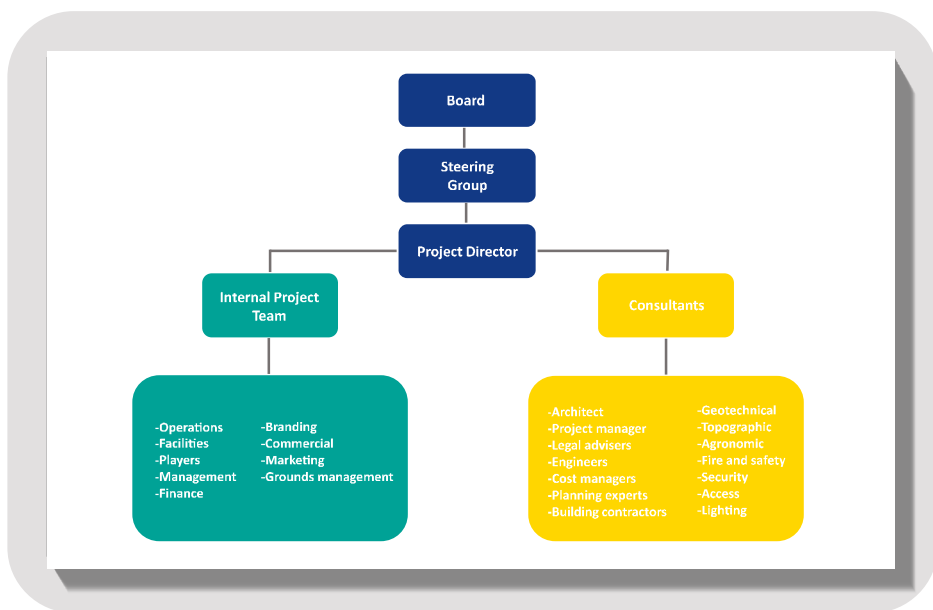 Board
Steering
Group
Project Director
Internal Project
Team
Consultants
-Operations
-Facilities
-Players
-Management
-Finance
-Branding
-Commercial
-Marketing
-Grounds management
-Architect
-Project manager
-Legal advisers
-Engineers
-Cost managers
-Planning experts
-Building contractors
-Geotechnical
-Topographic
-Agronomic
-Fire and safety
-Security
-Access
-Lighting